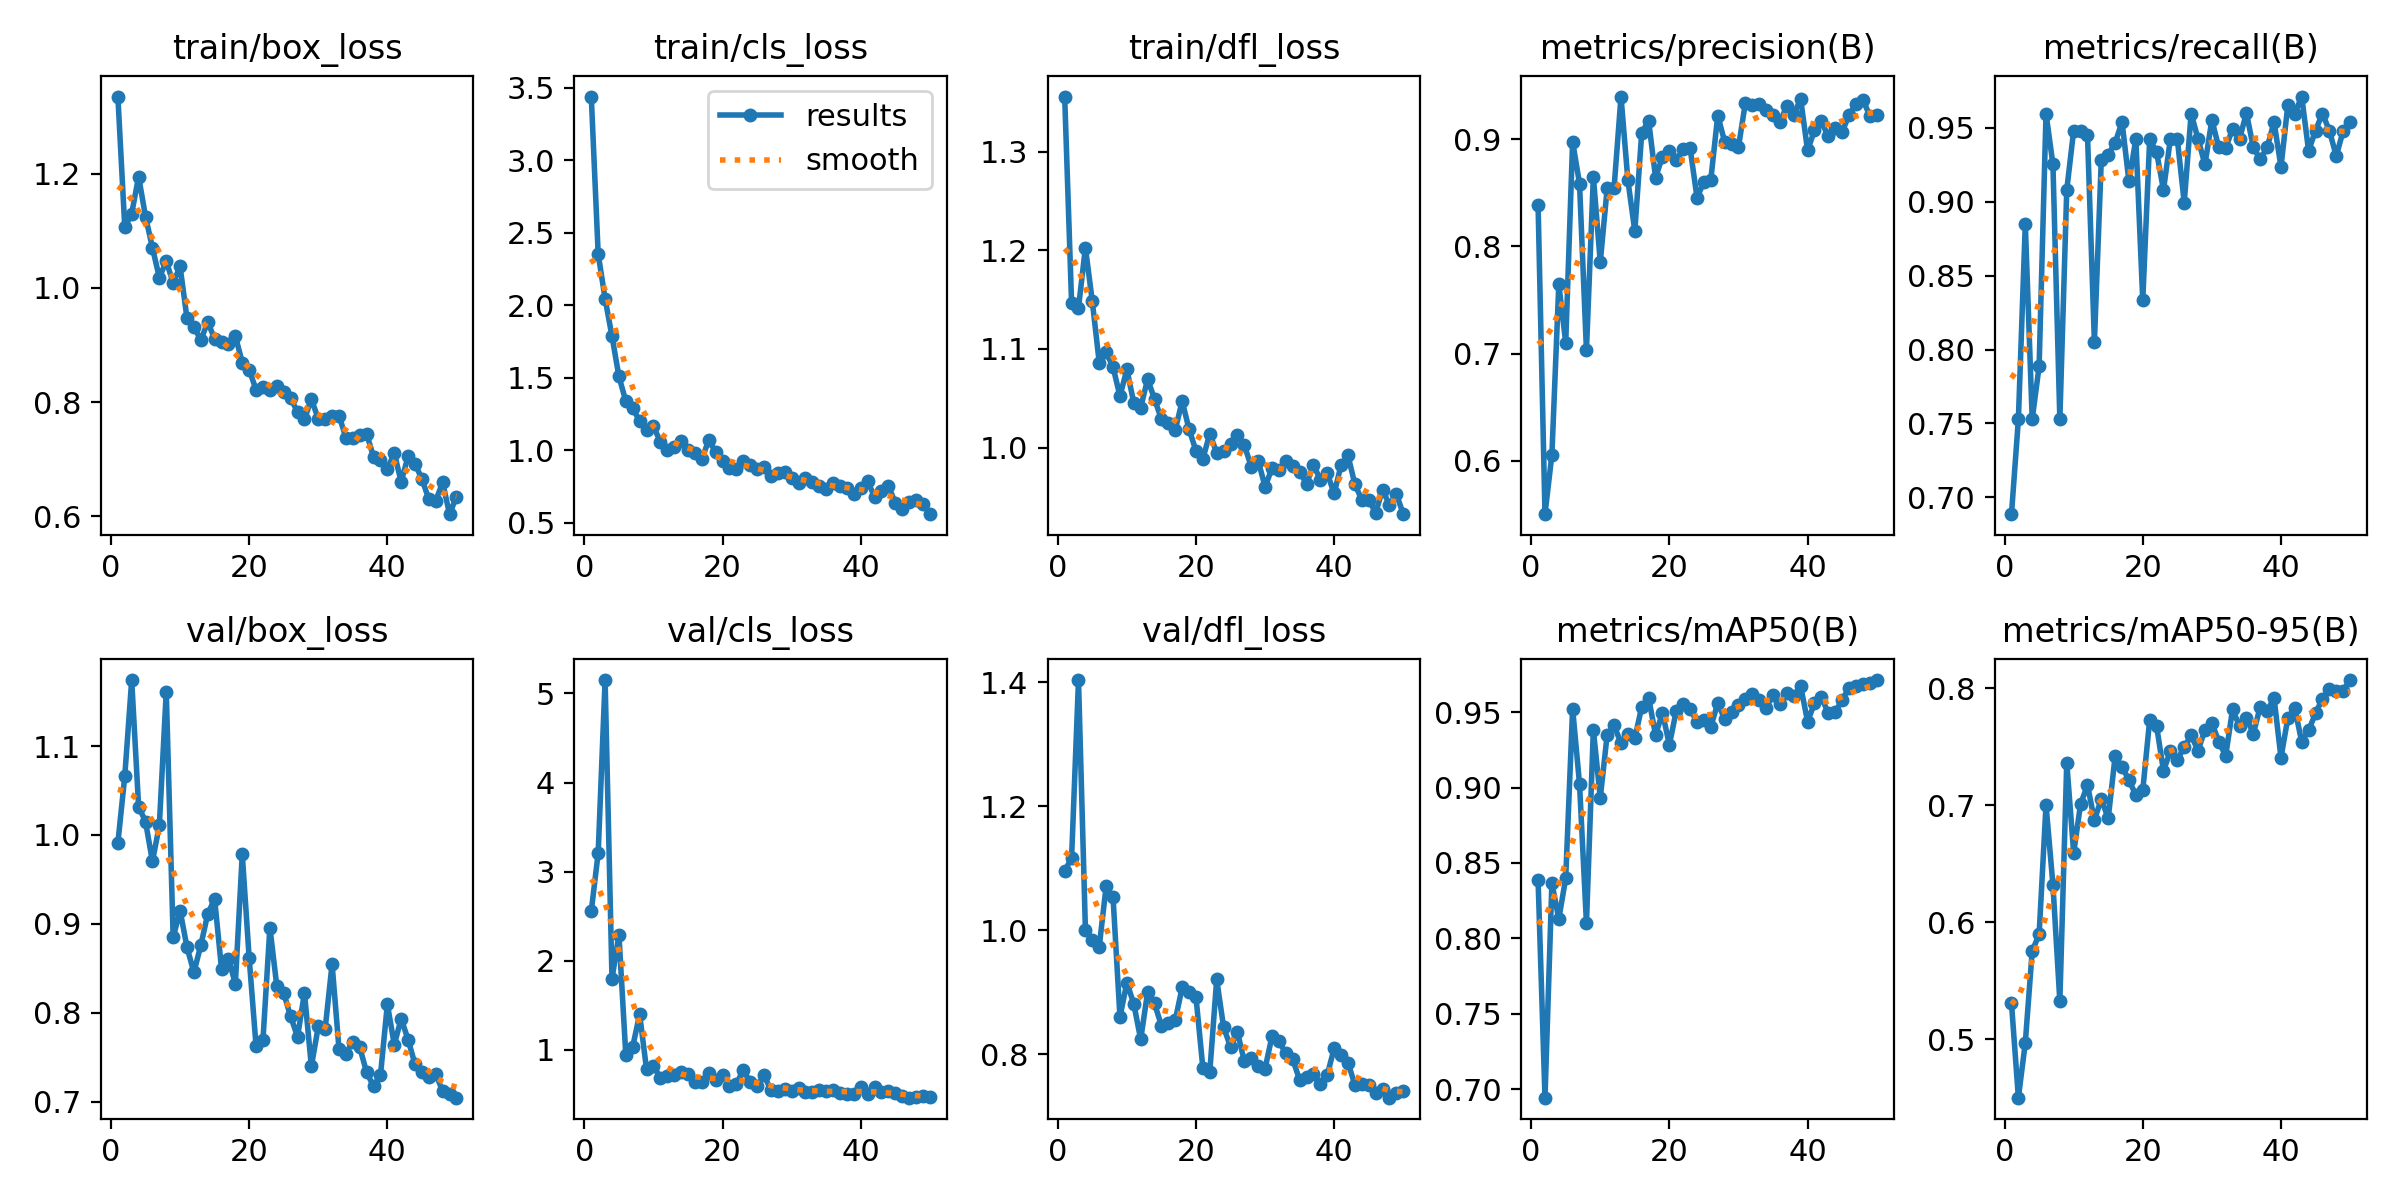 train/box_loss
1.2
1.0
0.8
0.6
0 20 40
train/cls_loss
3.5
3.0
2.5
2.0
1.5
1.0
0.5
results
smooth
0 20 40
train/dfl_loss
1.3
1.2
1.1
1.0
0 20 40
metrics/precision(B)
0.9
0.8
0.7
0.6
0 20 40
metrics/recall(B)
0.95
0.90
0.85
0.80
0.75
0.70
0 20 40
val/box_loss
1.1
1.0
0.9
0.8
0.7
0 20 40
val/cls_loss
5
4
3
2
1
0 20 40
val/dfl_loss
1.4
1.2
1.0
0.8
0 20 40
metrics/mAP50(B)
0.95
0.90
0.85
0.80
0.75
0.70
0 20 40
metrics/mAP50-95(B)
0.8
0.7
0.6
0.5
0 20 40